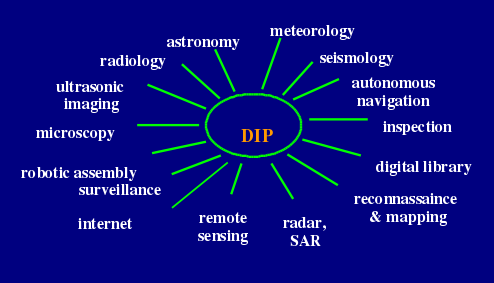 meteorology
astronomy
seismology
radiology
autonomous
navigation
ultrasonic
imaging
inspection
microscopy
DIP
digital library
robotic assembly
surveillance
reconnassaince
& mapping
internet
remote
sensing
radar,
SAR